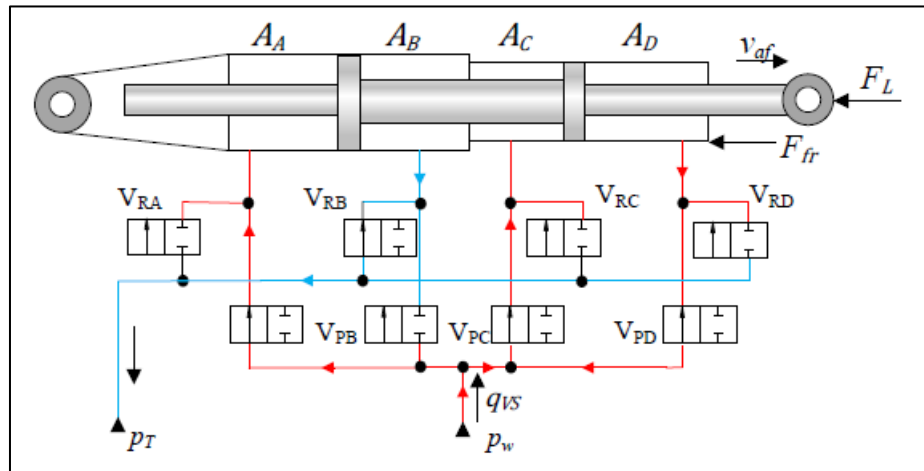 A_A A_B A_C A_D v_af
F_L
F_fr
V_RA V_RB V_RC V_RD
V_PB V_PC V_PD
q_VS
p_T p_w